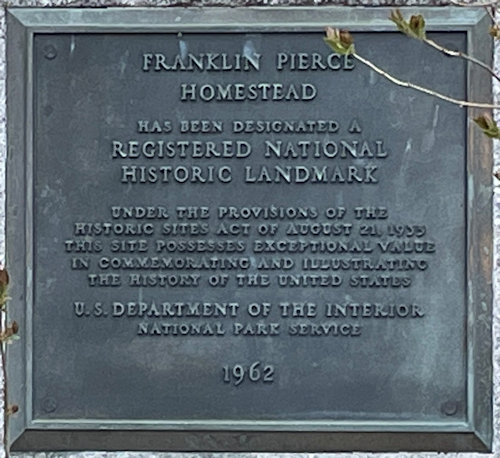 FRANKLIN PIERCE
HOMESTEAD
HAS BEEN DESIGNATED A
REGISTERED NATIONAL
HISTORIC LANDMARK
UNDER THE PROVISIONS OF THE
HISTORIC SITES ACT OF AUGUST 21, 1935
THIS SITE POSSESSES EXCEPTIONAL VALUE
IN COMMEMORATING AND ILLUSTRATING
THE HISTORY OF THE UNITED STATES
U.S. DEPARTMENT OF THE INTERIOR
NATIONAL PARK SERVICE
1962